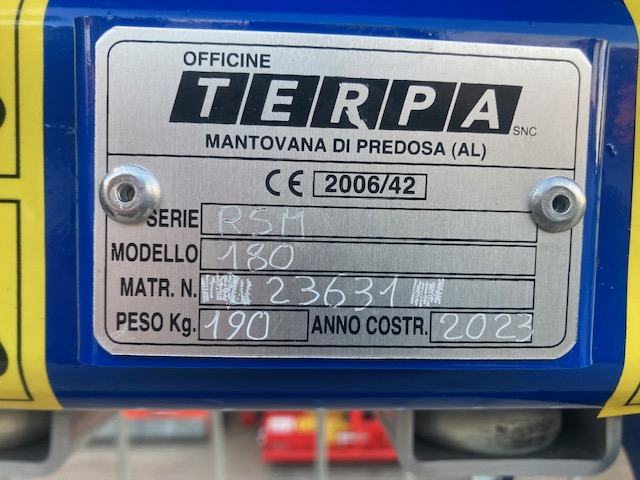 OFFICINE
TERPA SNC
MANTOVANA DI PREDOSA (AL)
CE 2006/42
SERIE RSM
MODELLO 180
MATR. N. 23631
PESO Kg. 190 ANNO COSTR. 2023